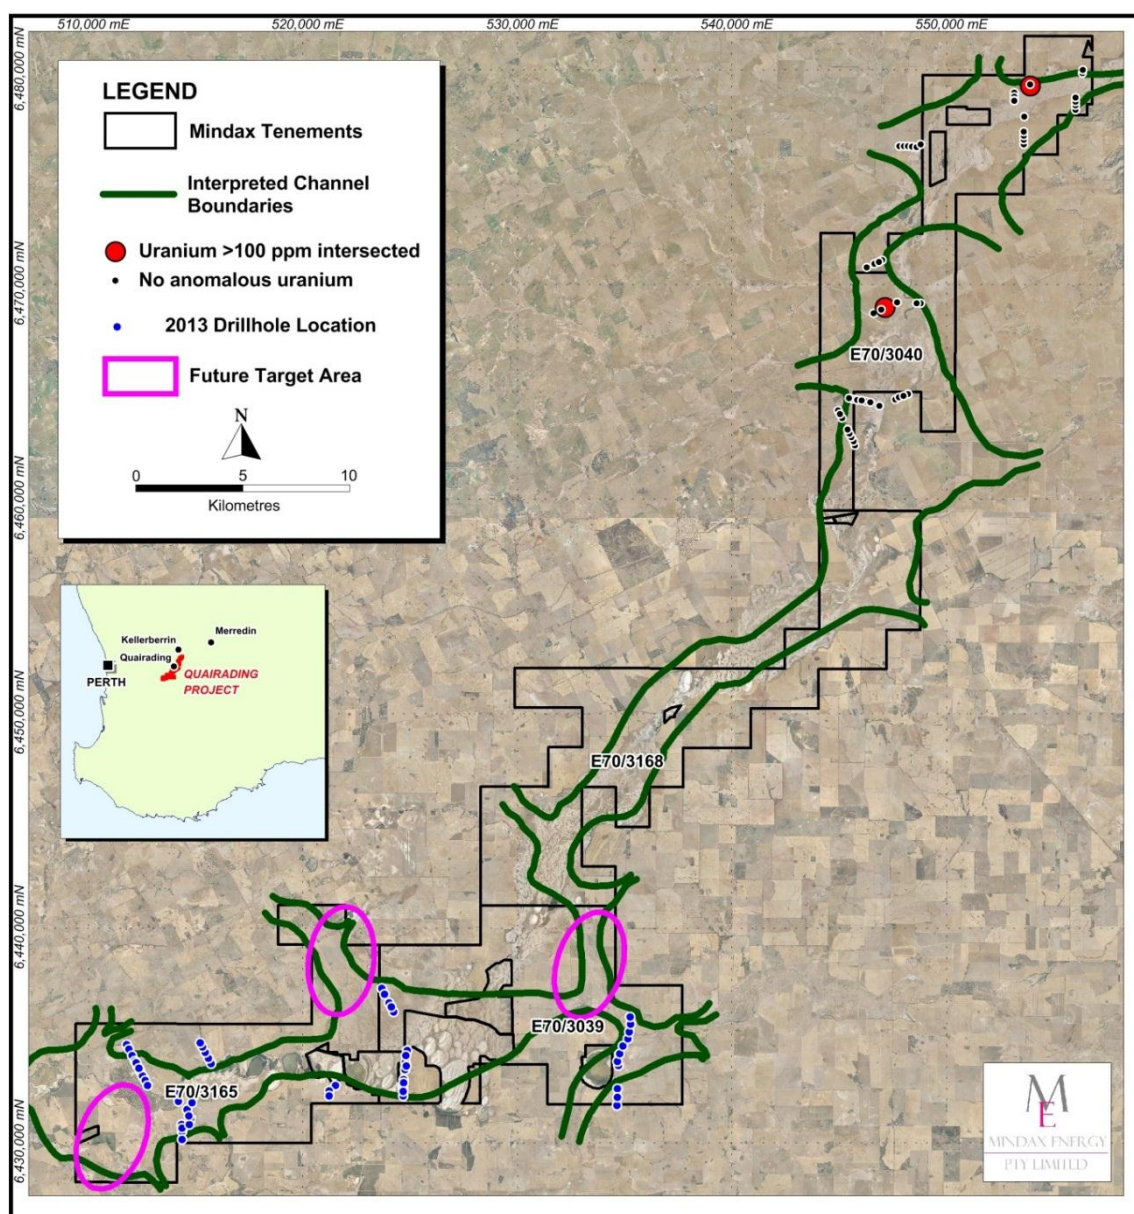 510,000 mE
520,000 mE
530,000 mE
540,000 mE
550,000 mE
6,480,000 mN
6,470,000 mN
6,460,000 mN
6,450,000 mN
6,440,000 mN
6,430,000 mN
LEGEND
Mindax Tenements
Interpreted Channel
Boundaries
Uranium >100 ppm intersected
No anomalous uranium
2013 Drillhole Location
Future Target Area
N
0 5 10
Kilometres
Merredin
Kellerberrin
Quairading
PERTH
QUAIRADING
PROJECT
E70/3040
E70/3168
E70/3039
E70/3165
M
E
MINDAX ENERGY
PTY LIMITED